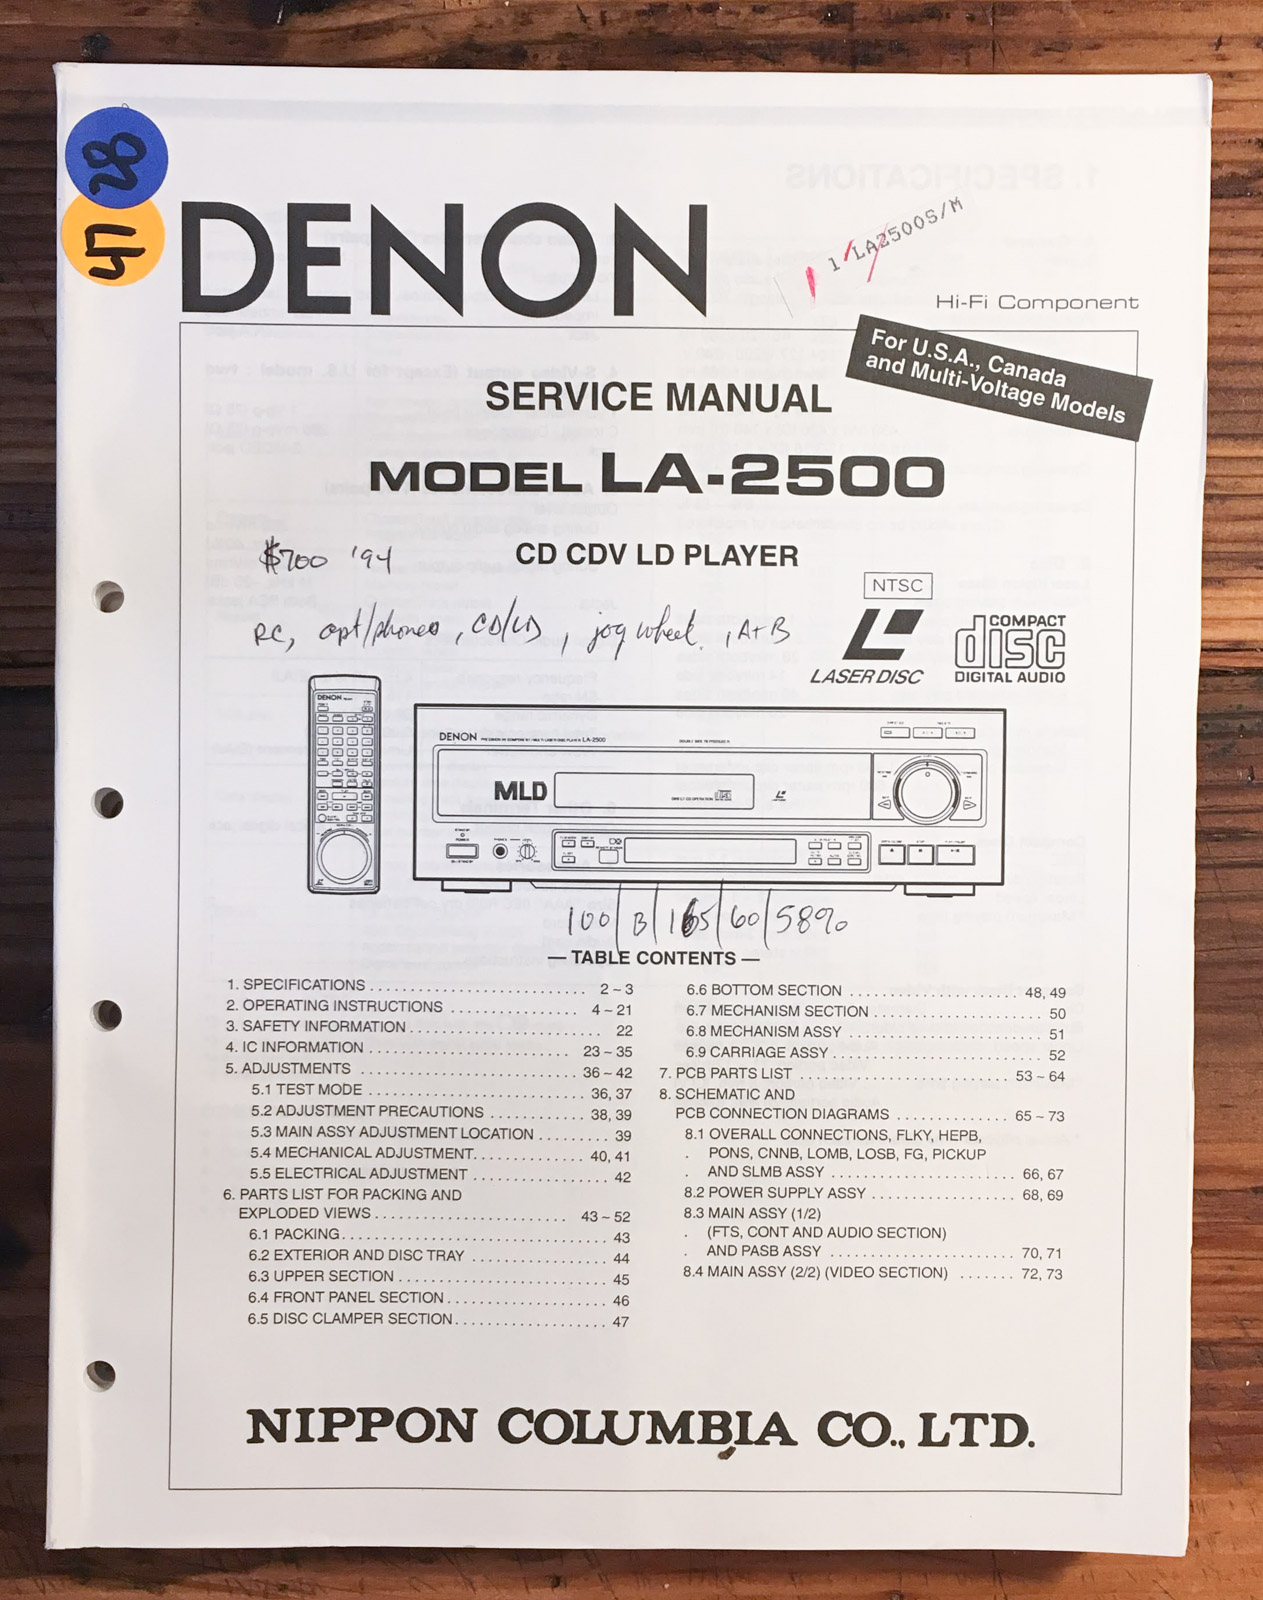 28
47
DENON
1 LA2500S/M
Hi-Fi Component
For U.S.A., Canada
and Multi-Voltage Models
SERVICE MANUAL
MODEL LA-2500
$700 '94
CD CDV LD PLAYER
NTSC
RC, opt/phones, CD/LD, jog wheel, A+B
LASER DISC
COMPACT
disc
DIGITAL AUDIO
DENON
DENON
LA-2500
MLD
100/B/165/60/58%
— TABLE CONTENTS —
1. SPECIFICATIONS ........................... 2 ~ 3
2. OPERATING INSTRUCTIONS ................ 4 ~ 21
3. SAFETY INFORMATION ....................... 22
4. IC INFORMATION ......................... 23 ~ 35
5. ADJUSTMENTS .......................... 36 ~ 42
5.1 TEST MODE ............................ 36, 37
5.2 ADJUSTMENT PRECAUTIONS ............. 38, 39
5.3 MAIN ASSY ADJUSTMENT LOCATION ......... 39
5.4 MECHANICAL ADJUSTMENT .............. 40, 41
5.5 ELECTRICAL ADJUSTMENT ................. 42
6. PARTS LIST FOR PACKING AND
EXPLODED VIEWS ........................ 43 ~ 52
6.1 PACKING ................................. 43
6.2 EXTERIOR AND DISC TRAY ................. 44
6.3 UPPER SECTION .......................... 45
6.4 FRONT PANEL SECTION .................... 46
6.5 DISC CLAMPER SECTION ................... 47
6.6 BOTTOM SECTION ....................... 48, 49
6.7 MECHANISM SECTION ...................... 50
6.8 MECHANISM ASSY ......................... 51
6.9 CARRIAGE ASSY .......................... 52
7. PCB PARTS LIST .......................... 53 ~ 64
8. SCHEMATIC AND
PCB CONNECTION DIAGRAMS ............. 65 ~ 73
8.1 OVERALL CONNECTIONS, FLKY, HEPB,
. PONS, CNNB, LOMB, LOSB, FG, PICKUP
. AND SLMB ASSY ....................... 66, 67
8.2 POWER SUPPLY ASSY .................... 68, 69
8.3 MAIN ASSY (1/2)
. (FTS, CONT AND AUDIO SECTION)
. AND PASB ASSY ........................ 70, 71
8.4 MAIN ASSY (2/2) (VIDEO SECTION) ....... 72, 73
NIPPON COLUMBIA CO., LTD.